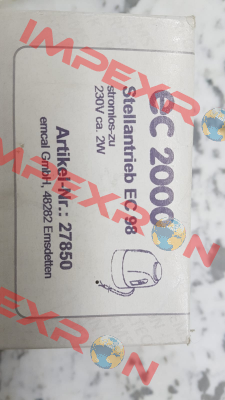 eC 2000
Stellantrieb EC 98
stromlos-zu
230V ca. 2W
Artikel-Nr.: 27850
emcal GmbH, 48282 Emsdetten
IMPEXRON
IMPEXRON
IMPEXRON